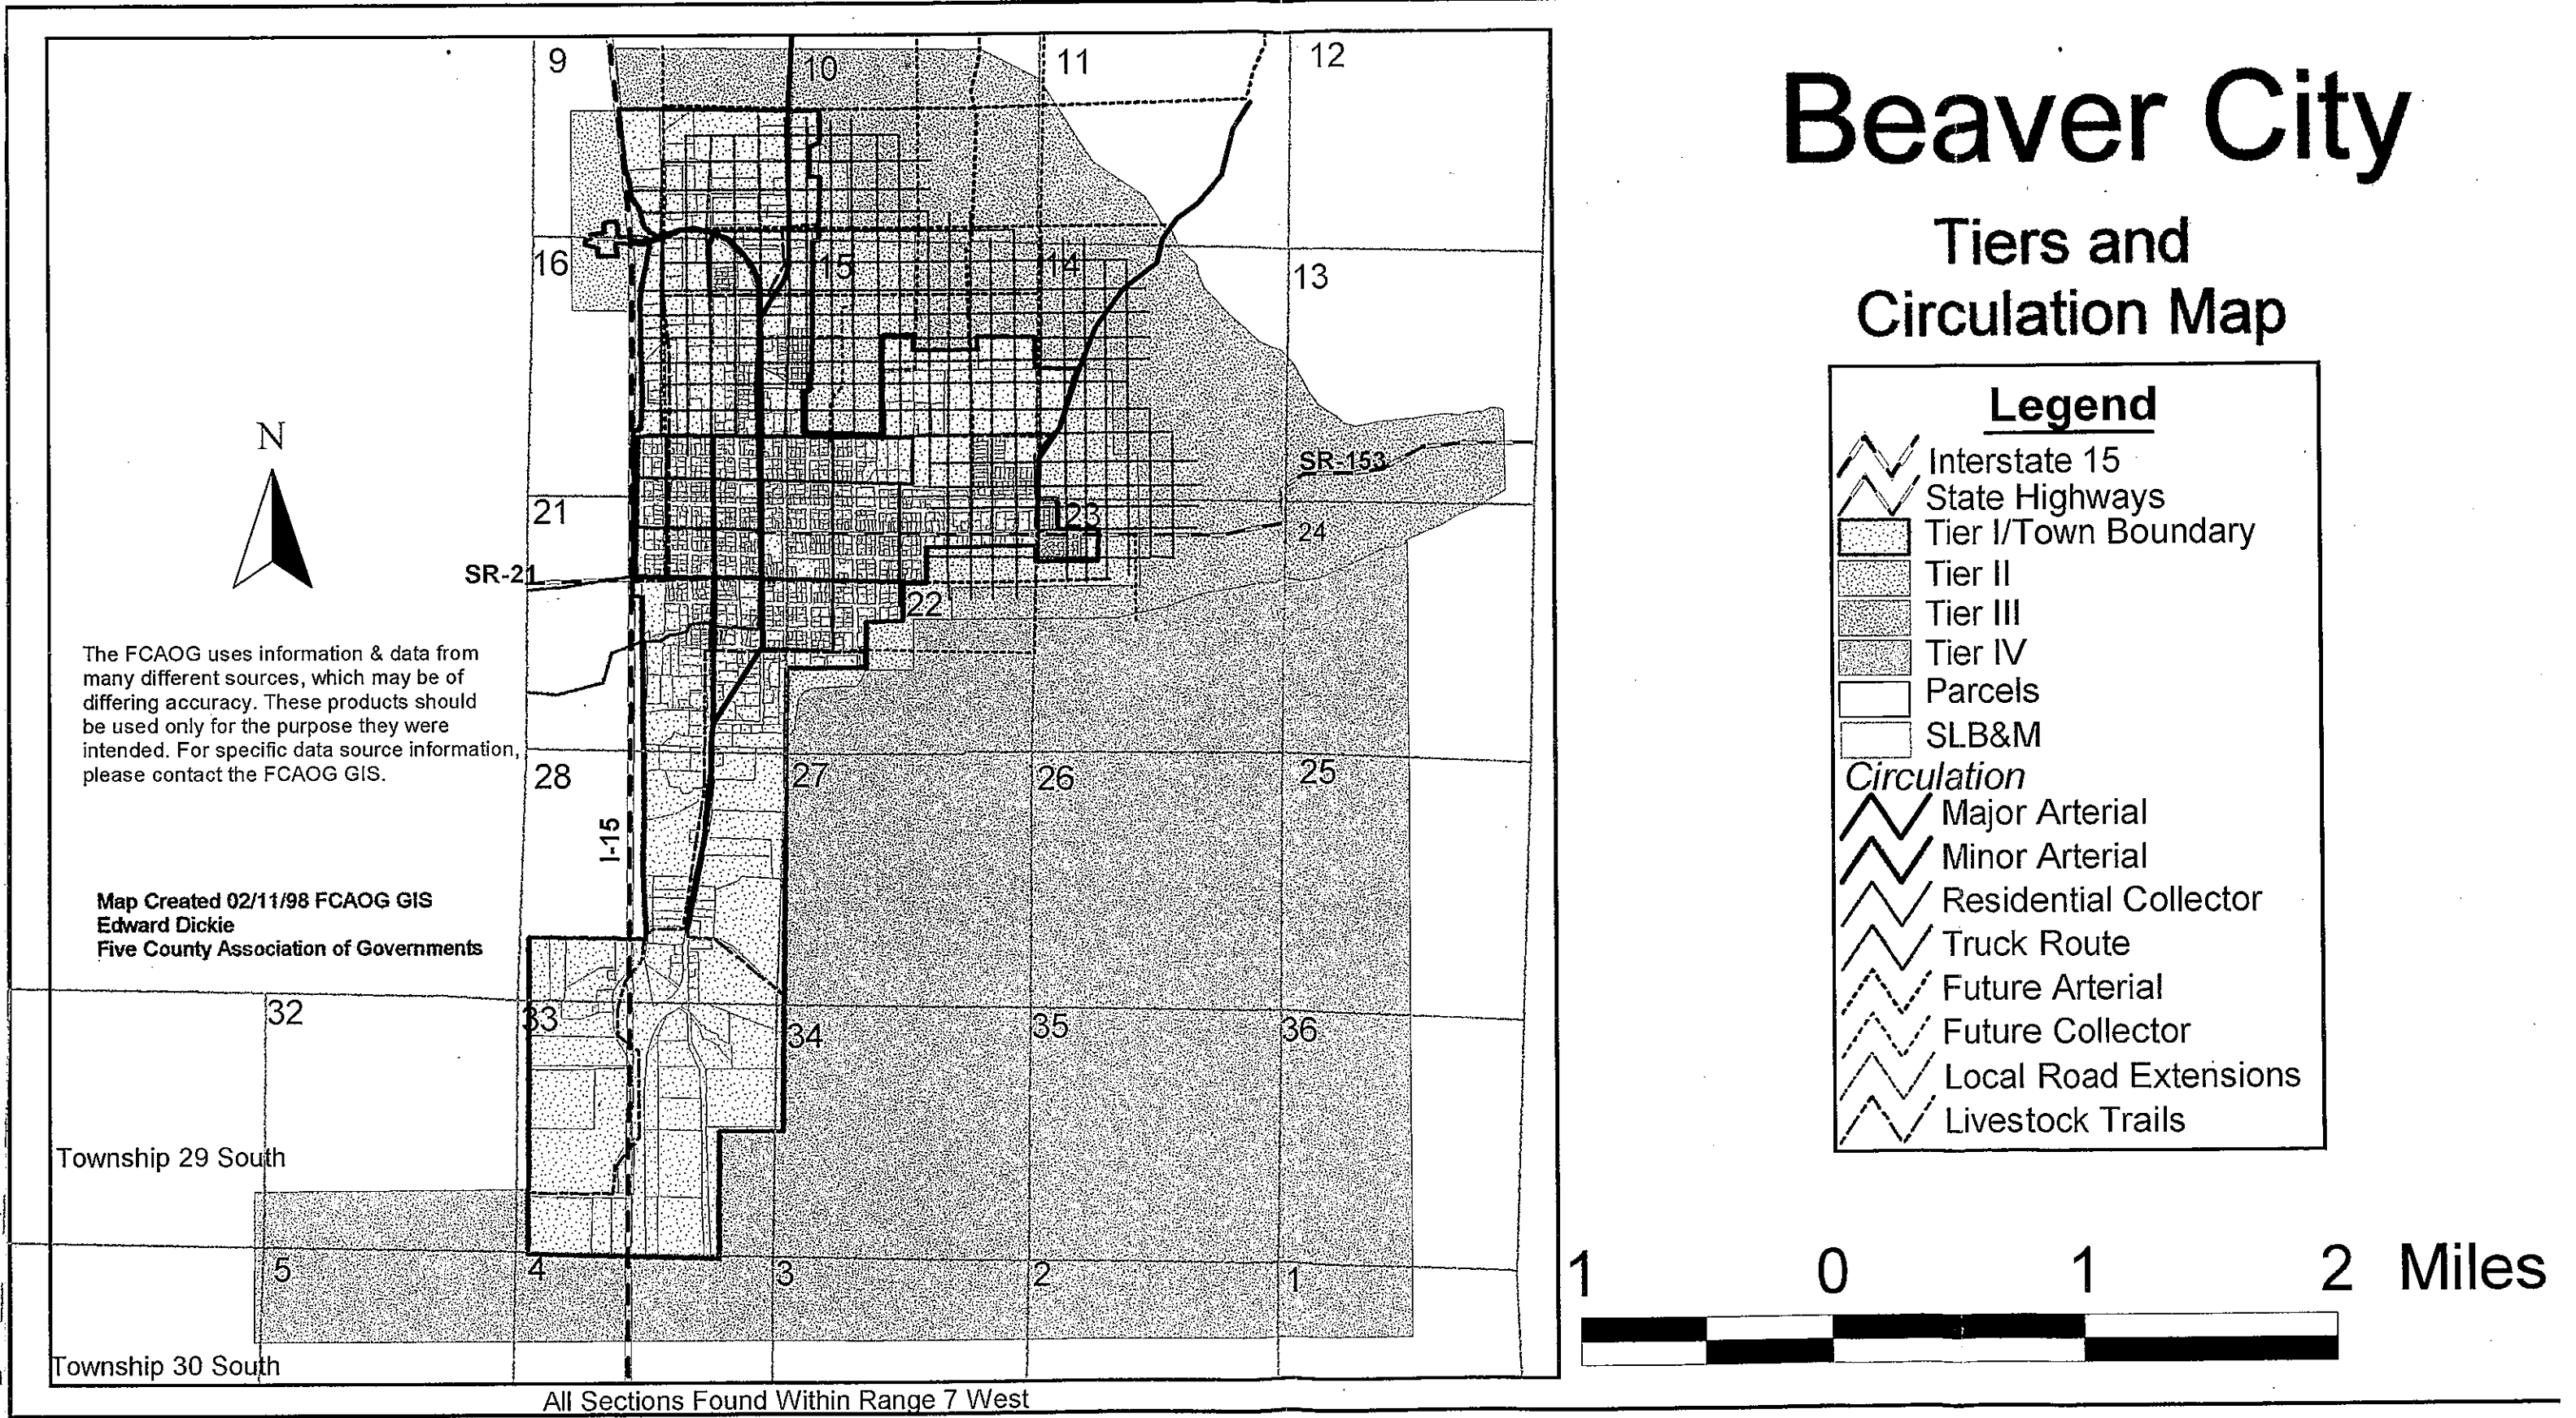 Beaver City
Tiers and
Circulation Map
Legend
Interstate 15
State Highways
Tier I/Town Boundary
Tier II
Tier III
Tier IV
Parcels
SLB&M
Circulation
Major Arterial
Minor Arterial
Residential Collector
Truck Route
Future Arterial
Future Collector
Local Road Extensions
Livestock Trails
1 0 1 2 Miles
9 10 11 12
16 15 14 13
N
SR-153
21 23 24
SR-21
22
The FCAOG uses information & data from
many different sources, which may be of
differing accuracy. These products should
be used only for the purpose they were
intended. For specific data source information,
please contact the FCAOG GIS.
28 27 26 25
I-15
Map Created 02/11/98 FCAOG GIS
Edward Dickie
Five County Association of Governments
32 33 34 35 36
Township 29 South
5 4 3 2 1
Township 30 South
All Sections Found Within Range 7 West